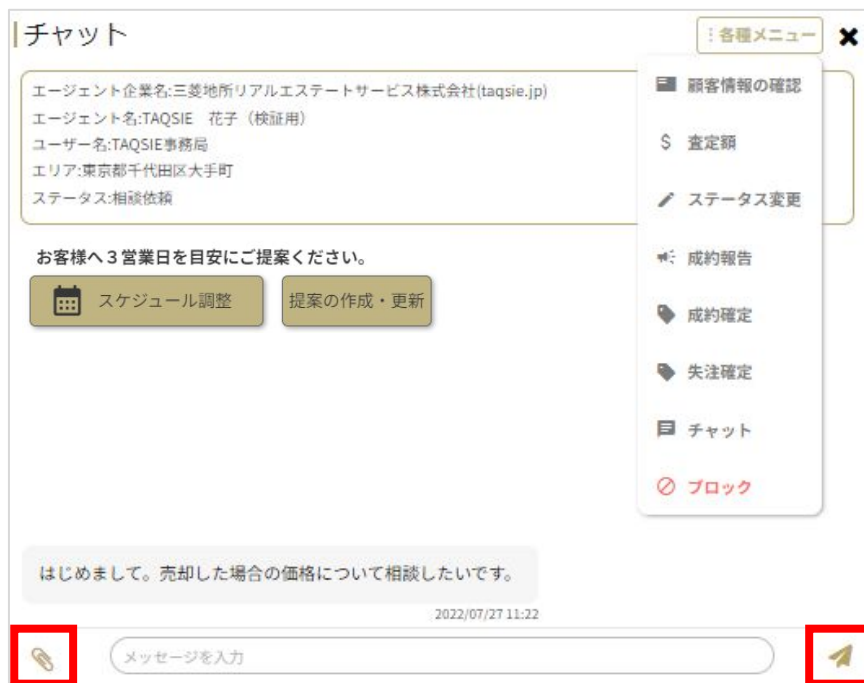 チャット
⋮各種メニュー
エージェント企業名:三菱地所リアルエステートサービス株式会社(taqsie.jp)
エージェント名:TAQSIE　花子（検証用）
ユーザー名:TAQSIE事務局
エリア:東京都千代田区大手町
ステータス:相談依頼
顧客情報の確認
査定額
ステータス変更
成約報告
成約確定
失注確定
チャット
ブロック
お客様へ３営業日を目安にご提案ください。
スケジュール調整
提案の作成・更新
はじめまして。売却した場合の価格について相談したいです。
2022/07/27 11:22
メッセージを入力